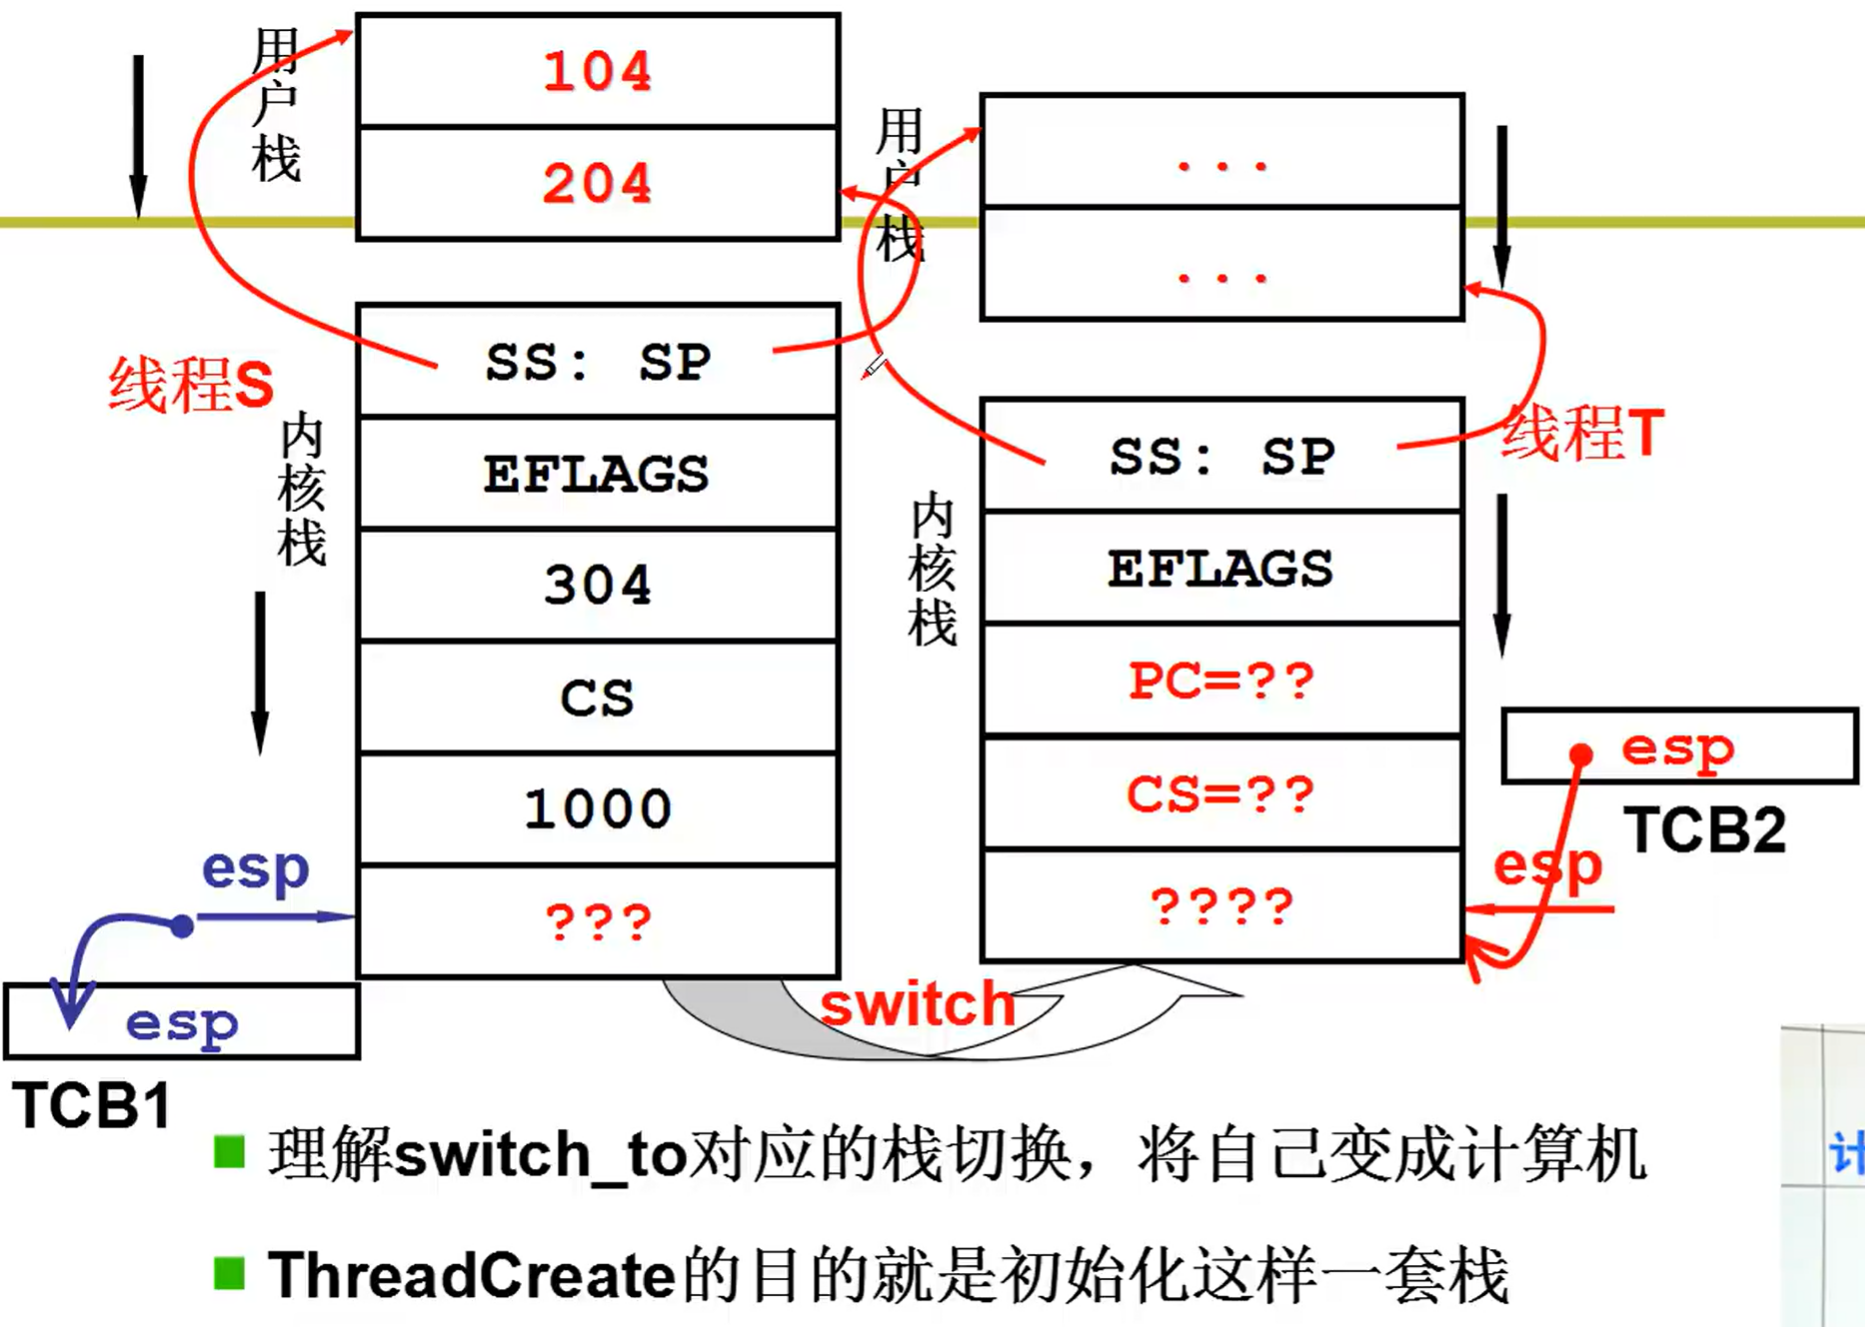 用户栈
104
204
用户栈
...
...
线程S
内核栈
SS: SP
EFLAGS
304
CS
1000
???
esp
esp
TCB1
线程T
内核栈
SS: SP
EFLAGS
PC=??
CS=??
????
esp
TCB2
esp
switch
理解switch_to对应的栈切换，将自己变成计算机
ThreadCreate的目的就是初始化这样一套栈
计